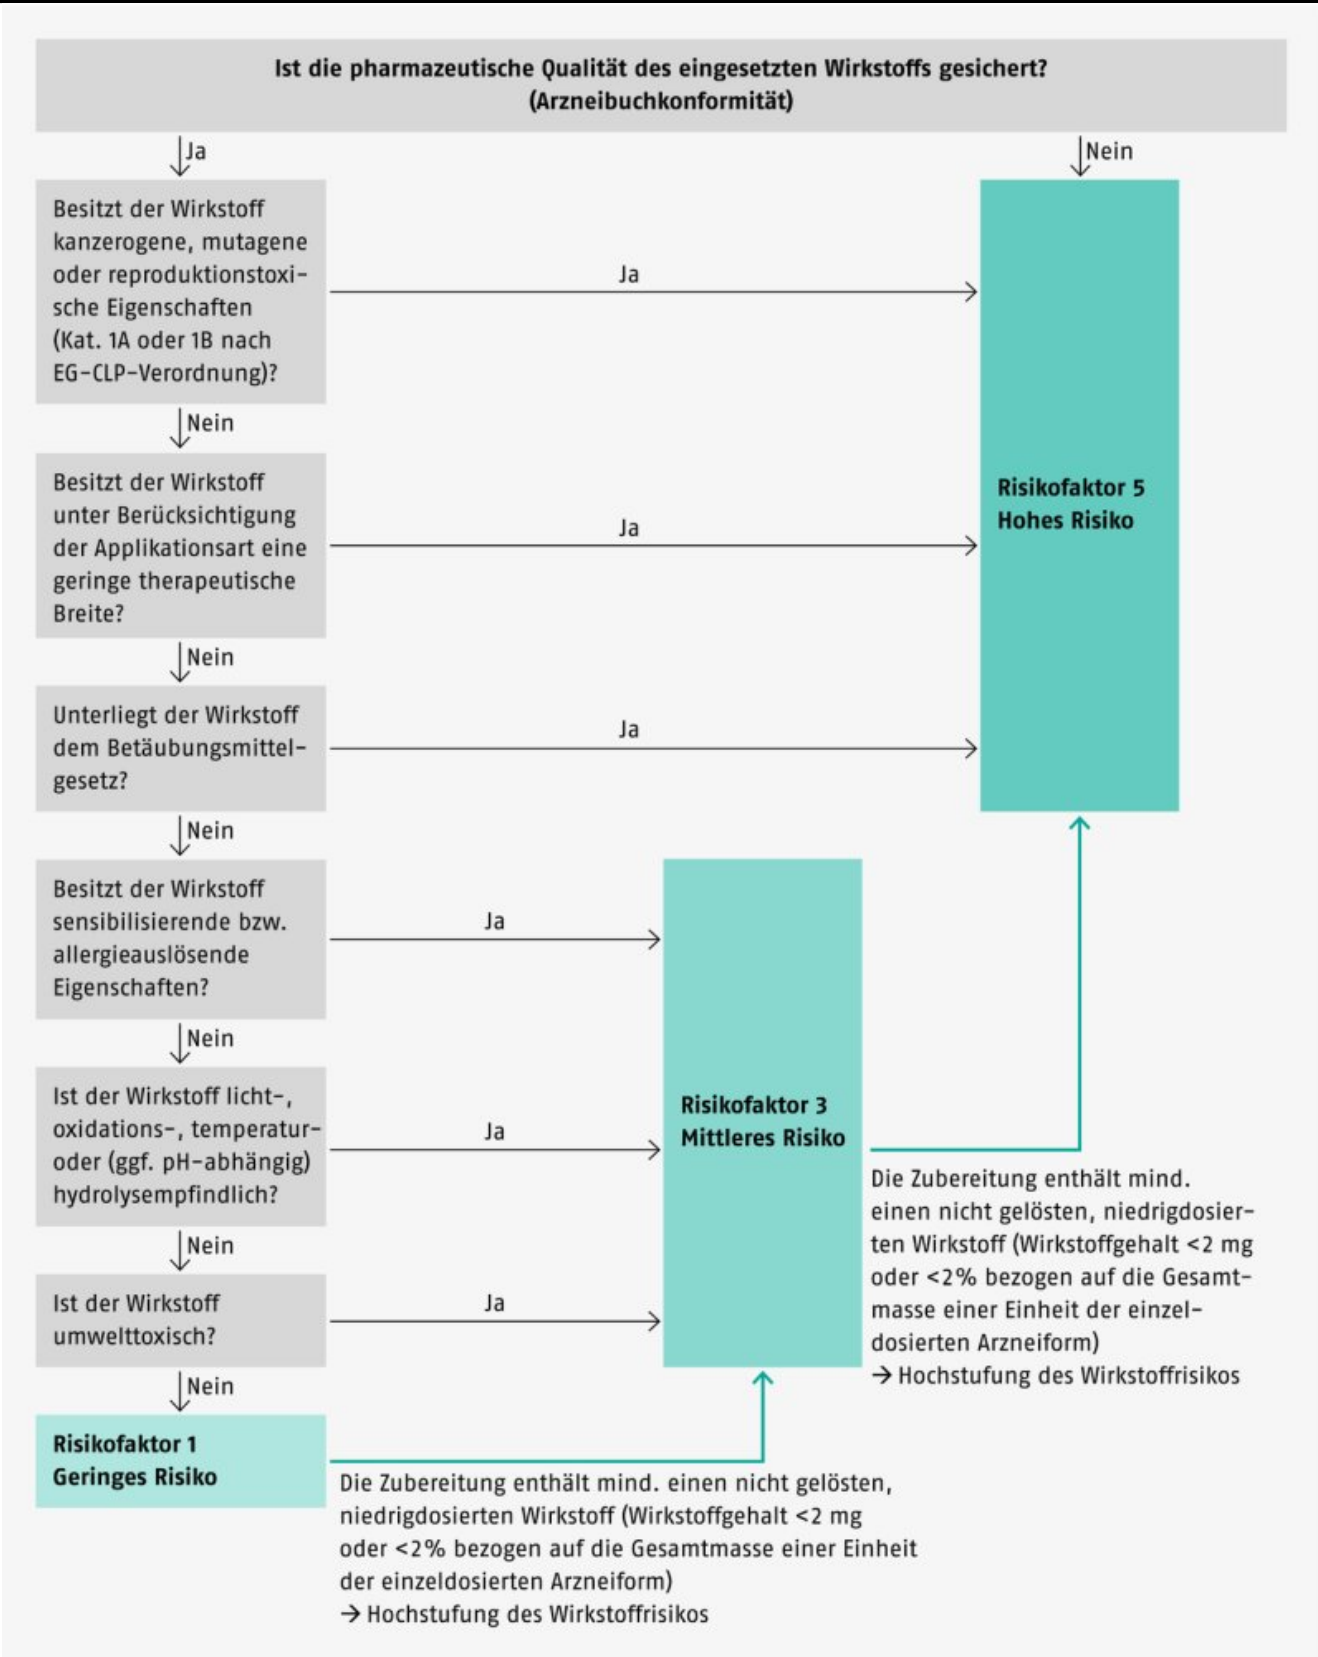 Ist die pharmazeutische Qualität des eingesetzten Wirkstoffs gesichert?
(Arzneibuchkonformität)
Ja
Nein
Besitzt der Wirkstoff
kanzerogene, mutagene
oder reproduktionstoxi-
sche Eigenschaften
(Kat. 1A oder 1B nach
EG-CLP-Verordnung)?
Ja
Nein
Besitzt der Wirkstoff
unter Berücksichtigung
der Applikationsart eine
geringe therapeutische
Breite?
Ja
Risikofaktor 5
Hohes Risiko
Nein
Unterliegt der Wirkstoff
dem Betäubungsmittel-
gesetz?
Ja
Nein
Besitzt der Wirkstoff
sensibilisierende bzw.
allergieauslösende
Eigenschaften?
Ja
Nein
Ist der Wirkstoff licht-,
oxidations-, temperatur-
oder (ggf. pH-abhängig)
hydrolysempfindlich?
Ja
Risikofaktor 3
Mittleres Risiko
Die Zubereitung enthält mind.
einen nicht gelösten, niedrigdosier-
ten Wirkstoff (Wirkstoffgehalt <2 mg
oder <2% bezogen auf die Gesamt-
masse einer Einheit der einzel-
dosierten Arzneiform)
→ Hochstufung des Wirkstoffrisikos
Nein
Ist der Wirkstoff
umwelttoxisch?
Ja
Nein
Risikofaktor 1
Geringes Risiko
Die Zubereitung enthält mind. einen nicht gelösten,
niedrigdosierten Wirkstoff (Wirkstoffgehalt <2 mg
oder <2% bezogen auf die Gesamtmasse einer Einheit
der einzeldosierten Arzneiform)
→ Hochstufung des Wirkstoffrisikos